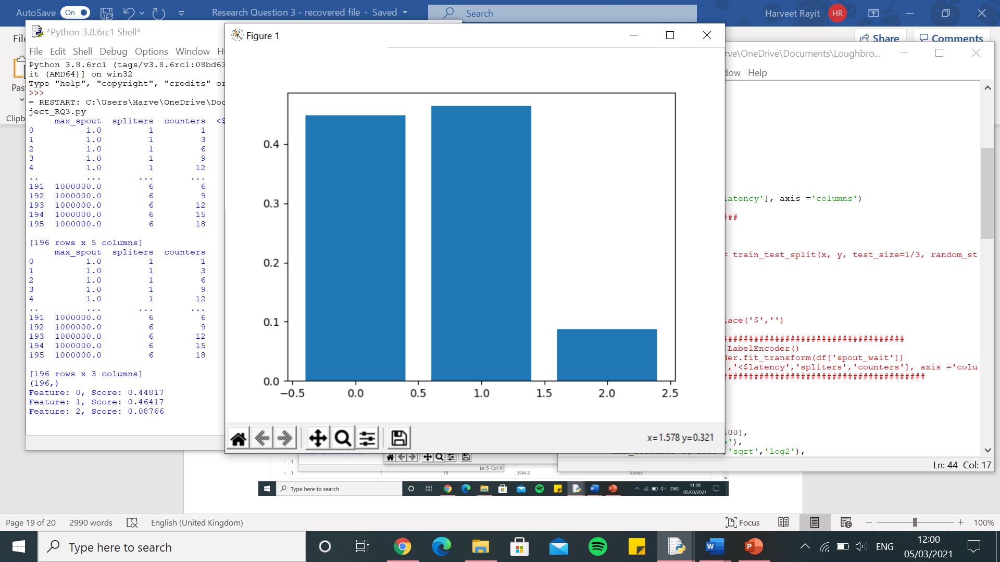 AutoSave On Research Question 3 - recovered file - Saved Search Harveet Rayit HR
Share Comments
Clipb
*Python 3.8.6rc1 Shell*
File Edit Shell Debug Options Window H
Python 3.8.6rc1 (tags/v3.8.6rc1:08bd63
it (AMD64)] on win32
Type "help", "copyright", "credits" or
>>>
= RESTART: C:\Users\Harve\OneDrive\Doc
ject_RQ3.py
max_spout spliters counters <$
0 1.0 1 1
1 1.0 1 3
2 1.0 1 6
3 1.0 1 9
4 1.0 1 12
.. ... ... ...
191 1000000.0 6 6
192 1000000.0 6 9
193 1000000.0 6 12
194 1000000.0 6 15
195 1000000.0 6 18
[196 rows x 5 columns]
max_spout spliters counters
0 1.0 1 1
1 1.0 1 3
2 1.0 1 6
3 1.0 1 9
4 1.0 1 12
.. ... ... ...
191 1000000.0 6 6
192 1000000.0 6 9
193 1000000.0 6 12
194 1000000.0 6 15
195 1000000.0 6 18
[196 rows x 3 columns]
(196,)
Feature: 0, Score: 0.44817
Feature: 1, Score: 0.46417
Feature: 2, Score: 0.08766
Figure 1
0.4
0.3
0.2
0.1
0.0
−0.5 0.0 0.5 1.0 1.5 2.0 2.5
x=1.578 y=0.321
rve\OneDrive\Documents\Loughbro...
dow Help
latency'], axis ='columns')
##
= train_test_split(x, y, test_size=1/3, random_st
lace('$','')
##################################
.LabelEncoder()
der.fit_transform(df['spout_wait'])
','<$latency','spliters','counters'], axis ='colu
######################################
00],
e'),
'sqrt','log2'),
Ln: 44 Col: 17
Ln: 5 Col: 0
7 1
8 1 1 18 3964.2 2.5503
Type here to search ENG 11:59
05/03/2021
Page 19 of 20 2990 words English (United Kingdom) Focus 100%
Type here to search ENG 12:00
05/03/2021